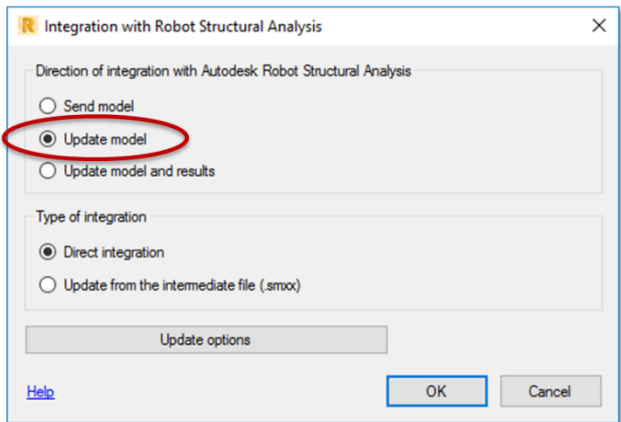 R Integration with Robot Structural Analysis
Direction of integration with Autodesk Robot Structural Analysis
Send model
Update model
Update model and results
Type of integration
Direct integration
Update from the intermediate file (.smxx)
Update options
Help OK Cancel